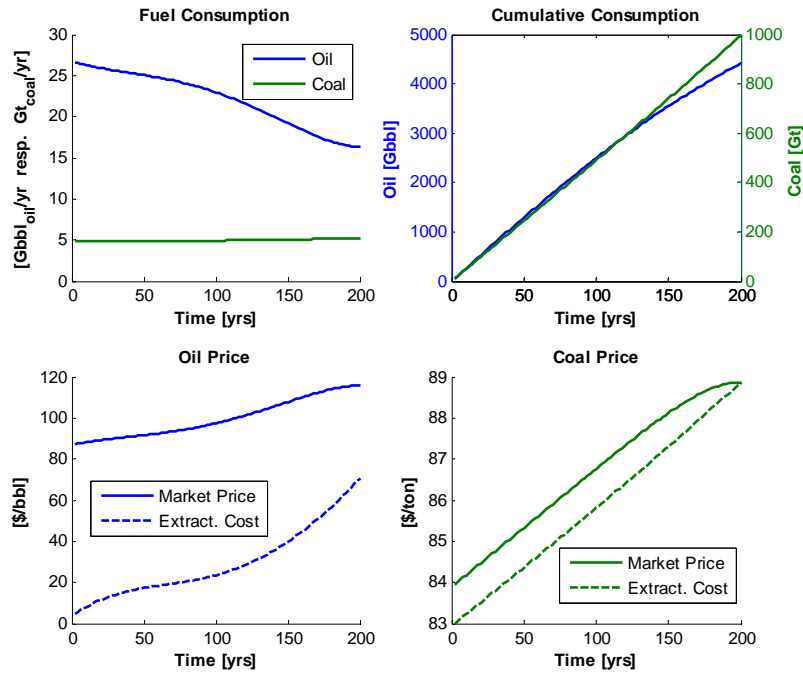 Fuel Consumption
[Gbbl_oil/yr resp. Gt_coal/yr]
30
25
20
15
10
5
0
Oil
Coal
0 50 100 150 200
Time [yrs]
Cumulative Consumption
Oil [Gbbl]
5000
4000
3000
2000
1000
0
Coal [Gt]
1000
800
600
400
200
0
0 50 100 150 200
Time [yrs]
Oil Price
[$/bbl]
120
100
80
60
40
20
0
Market Price
Extract. Cost
0 50 100 150 200
Time [yrs]
Coal Price
[$/ton]
89
88
87
86
85
84
83
Market Price
Extract. Cost
0 50 100 150 200
Time [yrs]